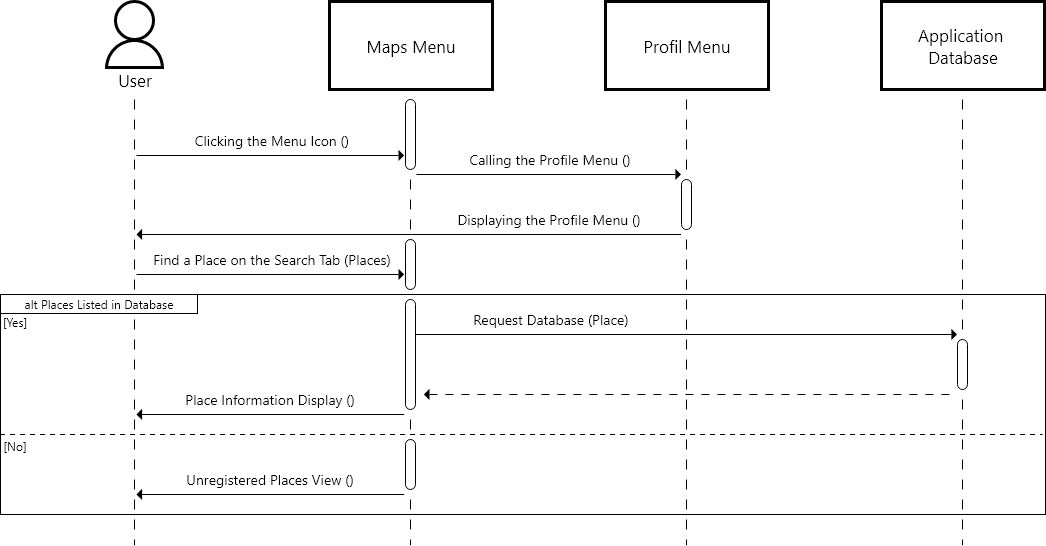 User
Maps Menu
Profil Menu
Application
Database
Clicking the Menu Icon ()
Calling the Profile Menu ()
Displaying the Profile Menu ()
Find a Place on the Search Tab (Places)
alt Places Listed in Database
[Yes]
Request Database (Place)
Place Information Display ()
[No]
Unregistered Places View ()